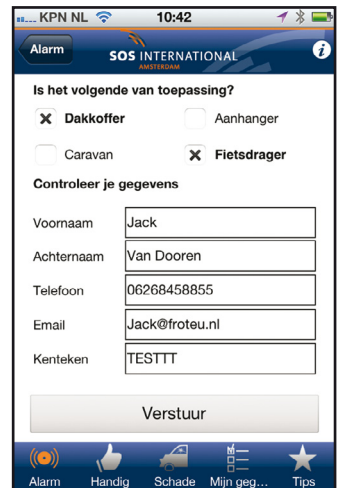 KPN NL 10:42
Alarm
SOS INTERNATIONAL
AMSTERDAM
i
Is het volgende van toepassing?
Dakkoffer Aanhanger
Caravan Fietsdrager
Controleer je gegevens
Voornaam Jack
Achternaam Van Dooren
Telefoon 06268458855
Email Jack@froteu.nl
Kenteken TESTTT
Verstuur
Alarm Handig Schade Mijn geg... Tips